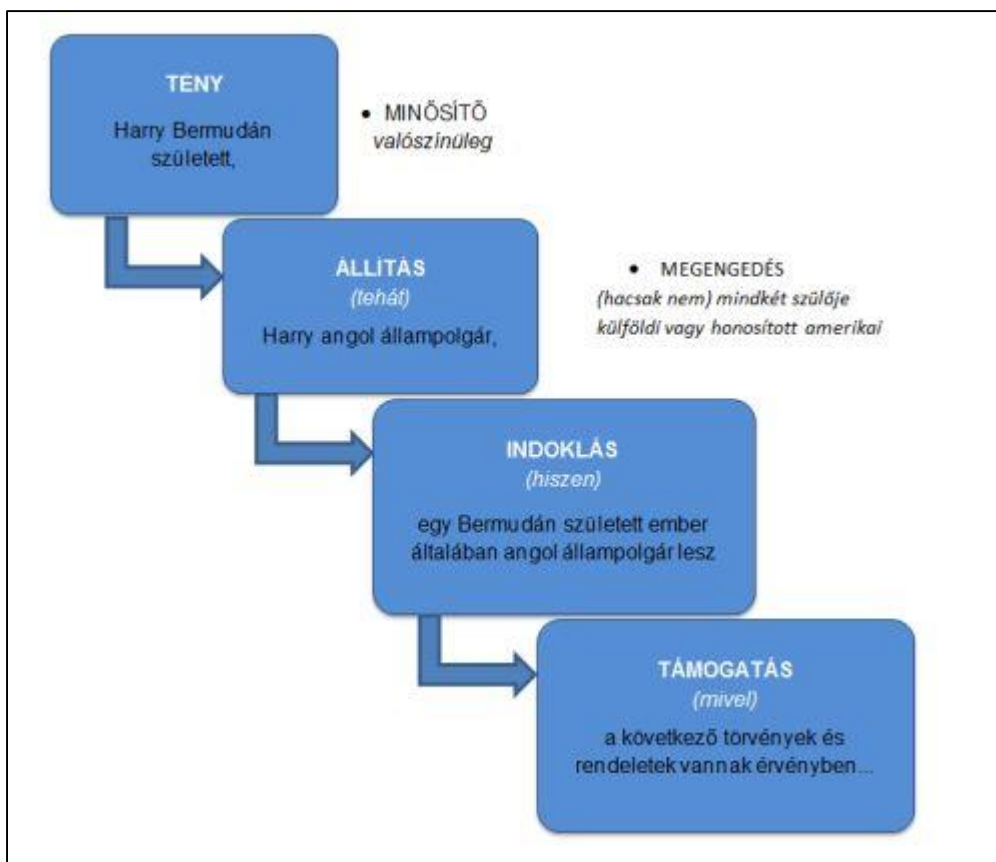 TÉNY
Harry Bermudán
született,
• MINŐSÍTŐ
valószínüleg
ÁLLÍTÁS
(tehát)
Harry angol állampolgár,
• MEGENGEDÉS
(hacsak nem) mindkét szülője
külföldi vagy honosított amerikai
INDOKLÁS
(hiszen)
egy Bermudán született ember
általában angol állampolgár lesz
TÁMOGATÁS
(mivel)
a következő törvények és
rendeletek vannak érvényben...